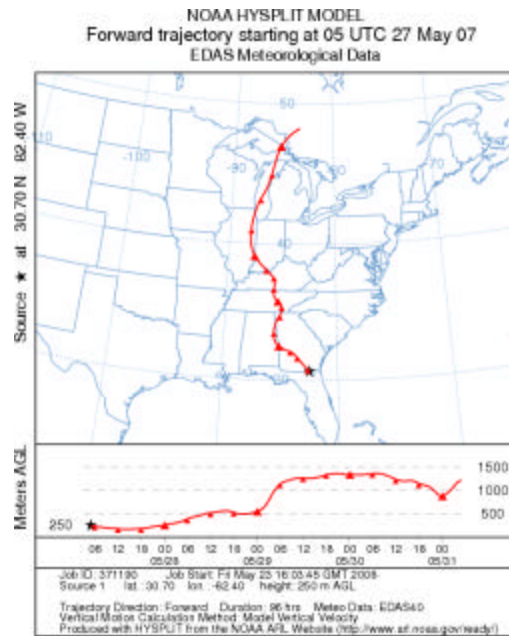 NOAA HYSPLIT MODEL
Forward trajectory starting at 05 UTC 27 May 07
EDAS Meteorological Data
Source ★ at 30.70 N 82.40 W
50
-100
-90
-80
-70
40
Meters AGL
250
1500
1000
500
06 12 18 00 06 12 18 00 06 12 18 00 06 12 18 00
05/28 05/29 05/30 05/31
Job ID: 371190 Job Start: Fri May 23 16:03:45 GMT 2008
Source 1 lat.: 30.70 lon.: -82.40 height: 250 m AGL
Trajectory Direction: Forward Duration: 96 hrs Meteo Data: EDAS40
Vertical Motion Calculation Method: Model Vertical Velocity
Produced with HYSPLIT from the NOAA ARL Website (http://www.arl.noaa.gov/ready/)